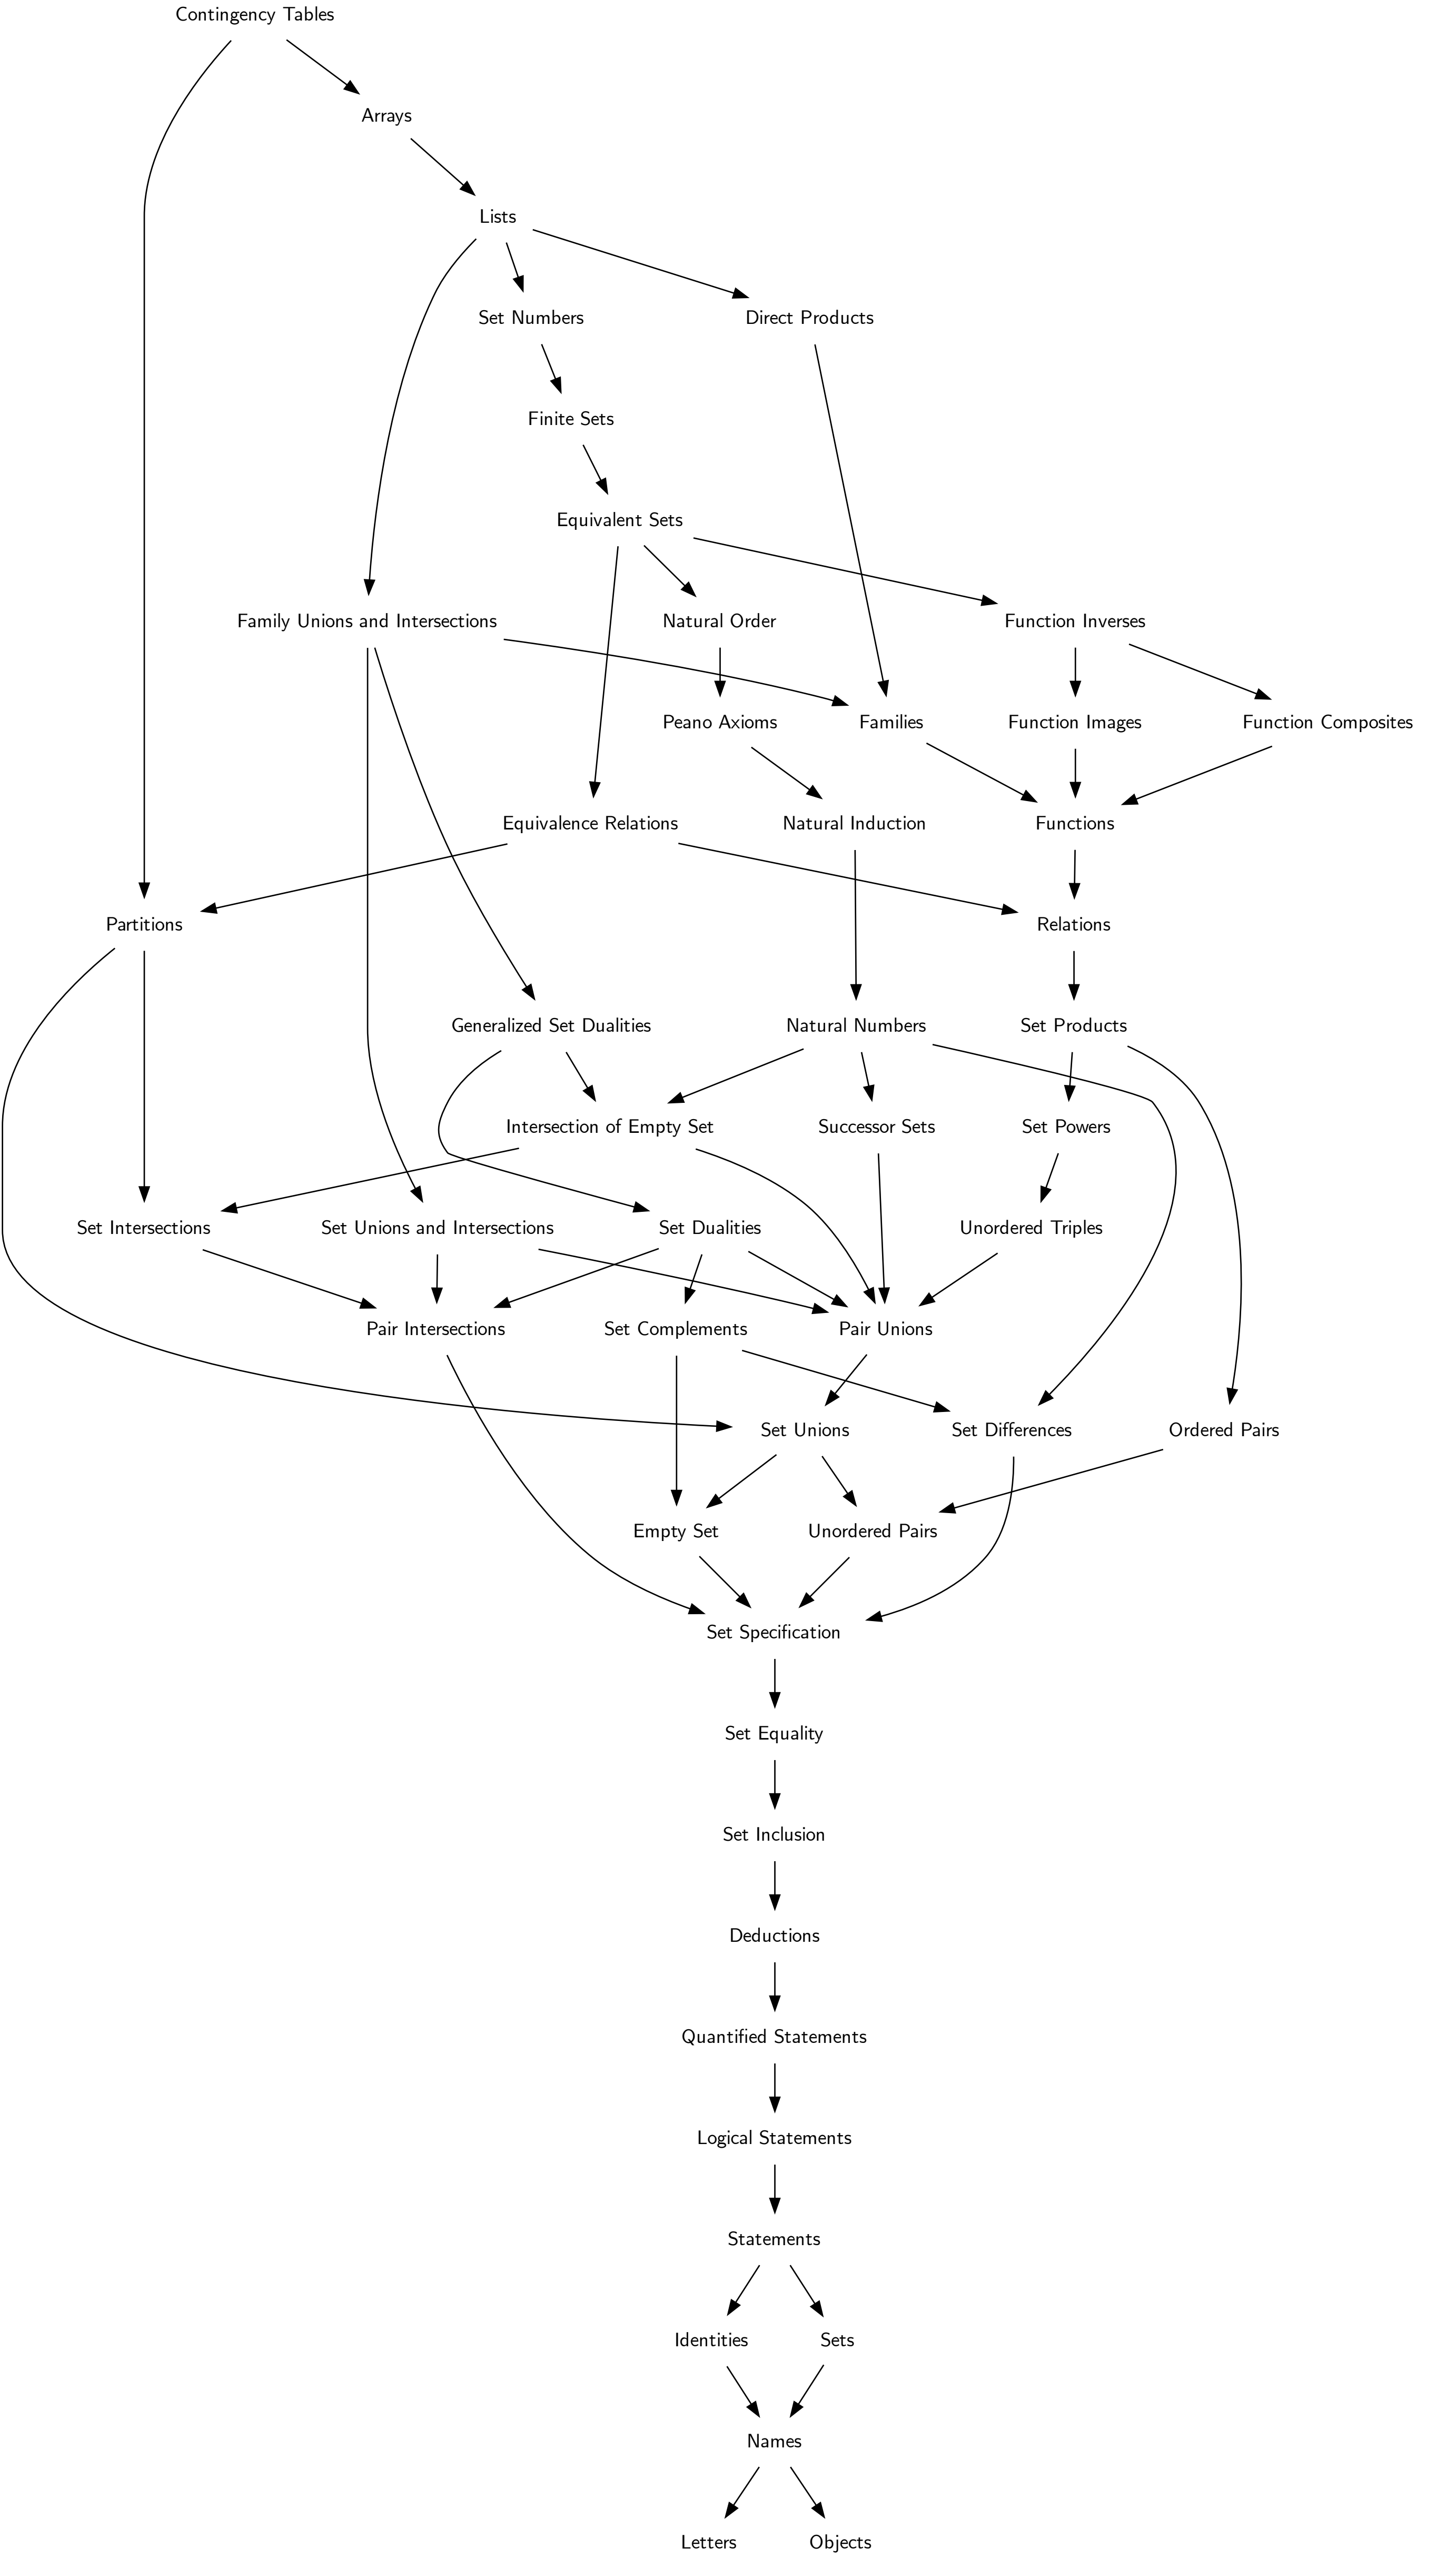 Contingency Tables
Arrays
Lists
Set Numbers
Direct Products
Finite Sets
Equivalent Sets
Family Unions and Intersections
Natural Order
Function Inverses
Peano Axioms
Families
Function Images
Function Composites
Equivalence Relations
Natural Induction
Functions
Partitions
Relations
Generalized Set Dualities
Natural Numbers
Set Products
Intersection of Empty Set
Successor Sets
Set Powers
Set Intersections
Set Unions and Intersections
Set Dualities
Unordered Triples
Pair Intersections
Set Complements
Pair Unions
Set Unions
Set Differences
Ordered Pairs
Empty Set
Unordered Pairs
Set Specification
Set Equality
Set Inclusion
Deductions
Quantified Statements
Logical Statements
Statements
Identities
Sets
Names
Letters
Objects